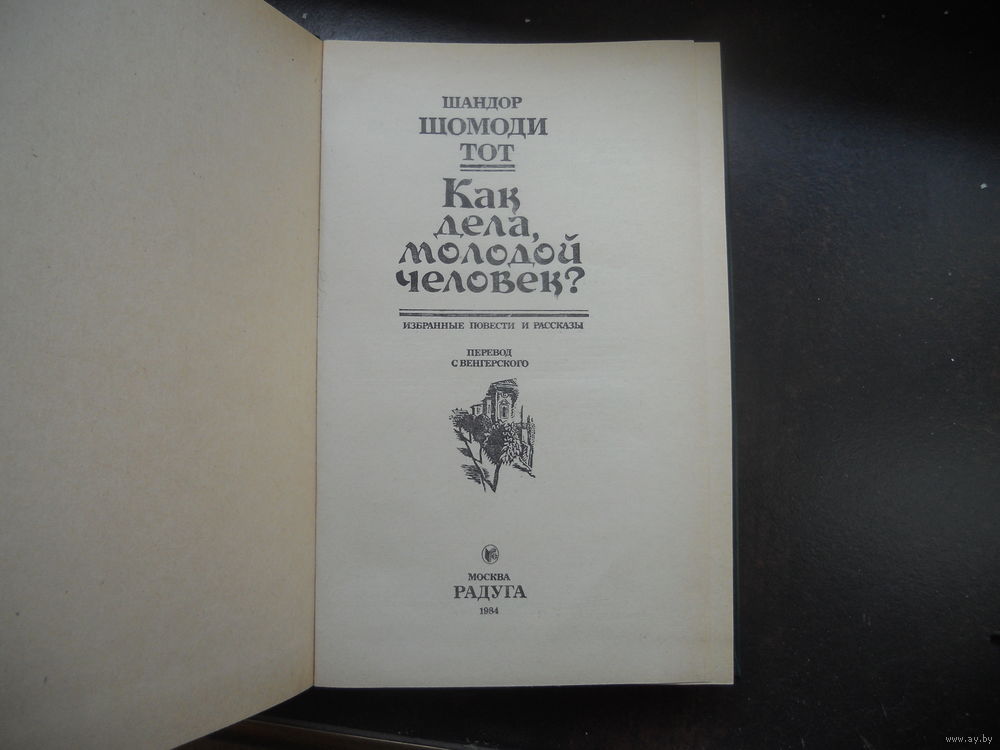 ШАНДОР
ШОМОДИ
ТОТ
Как
дела,
молодой
человек?
ИЗБРАННЫЕ ПОВЕСТИ И РАССКАЗЫ
ПЕРЕВОД
С ВЕНГЕРСКОГО
МОСКВА
РАДУГА
1984
www.ay.by